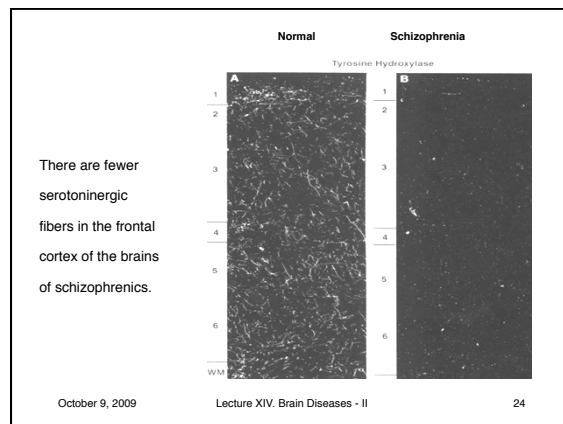 Normal Schizophrenia
Tyrosine Hydroxylase
A B
1 1
2 2
There are fewer
serotoninergic
3 3
fibers in the frontal
4 4
cortex of the brains
5 5
of schizophrenics.
6 6
WM
October 9, 2009 Lecture XIV. Brain Diseases - II 24